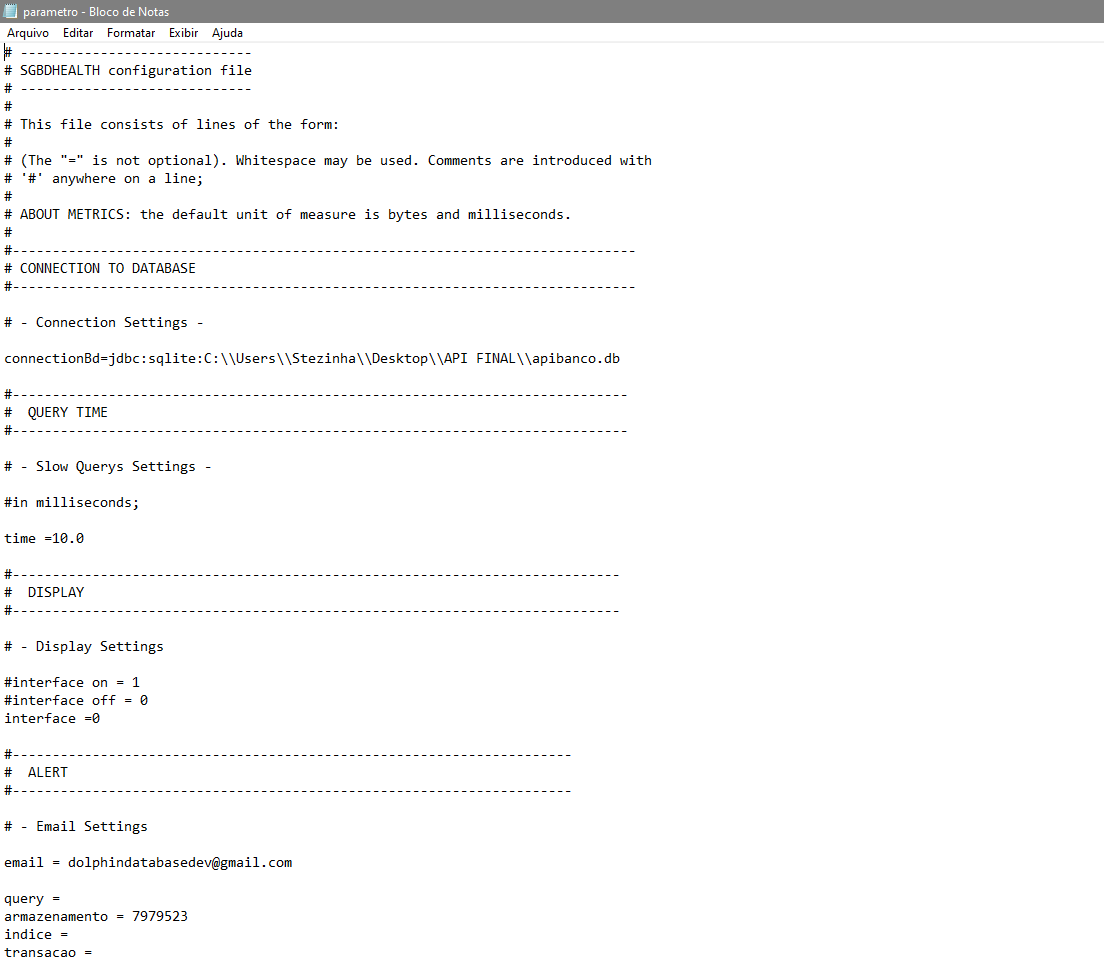 parametro - Bloco de Notas
Arquivo Editar Formatar Exibir Ajuda
# -----------------------------
# SGBDHEALTH configuration file
# -----------------------------
#
# This file consists of lines of the form:
#
# (The "=" is not optional). Whitespace may be used. Comments are introduced with
# '#' anywhere on a line;
#
# ABOUT METRICS: the default unit of measure is bytes and milliseconds.
#
#------------------------------------------------------------------------------
# CONNECTION TO DATABASE
#------------------------------------------------------------------------------
# - Connection Settings -
connectionBd=jdbc:sqlite:C:\\Users\\Stezinha\\Desktop\\API FINAL\\apibanco.db
#-----------------------------------------------------------------------------
#  QUERY TIME
#-----------------------------------------------------------------------------
# - Slow Querys Settings -
#in milliseconds;
time =10.0
#----------------------------------------------------------------------------
#  DISPLAY
#----------------------------------------------------------------------------
# - Display Settings
#interface on = 1
#interface off = 0
interface =0
#----------------------------------------------------------------------
#  ALERT
#----------------------------------------------------------------------
# - Email Settings
email = dolphindatabasedev@gmail.com
query =
armazenamento = 7979523
indice =
transacao =